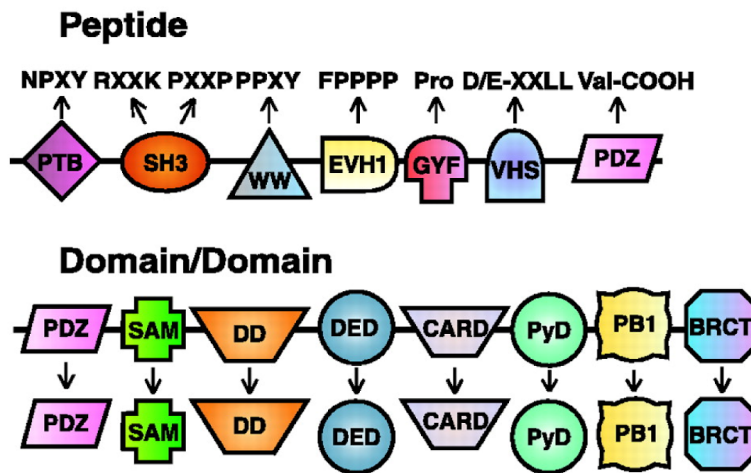 Peptide
NPXY RXXK PXXP PPXY FPPPP Pro D/E-XXLL Val-COOH
PTB SH3 WW EVH1 GYF VHS PDZ
Domain/Domain
PDZ SAM DD DED CARD PyD PB1 BRCT
PDZ SAM DD DED CARD PyD PB1 BRCT